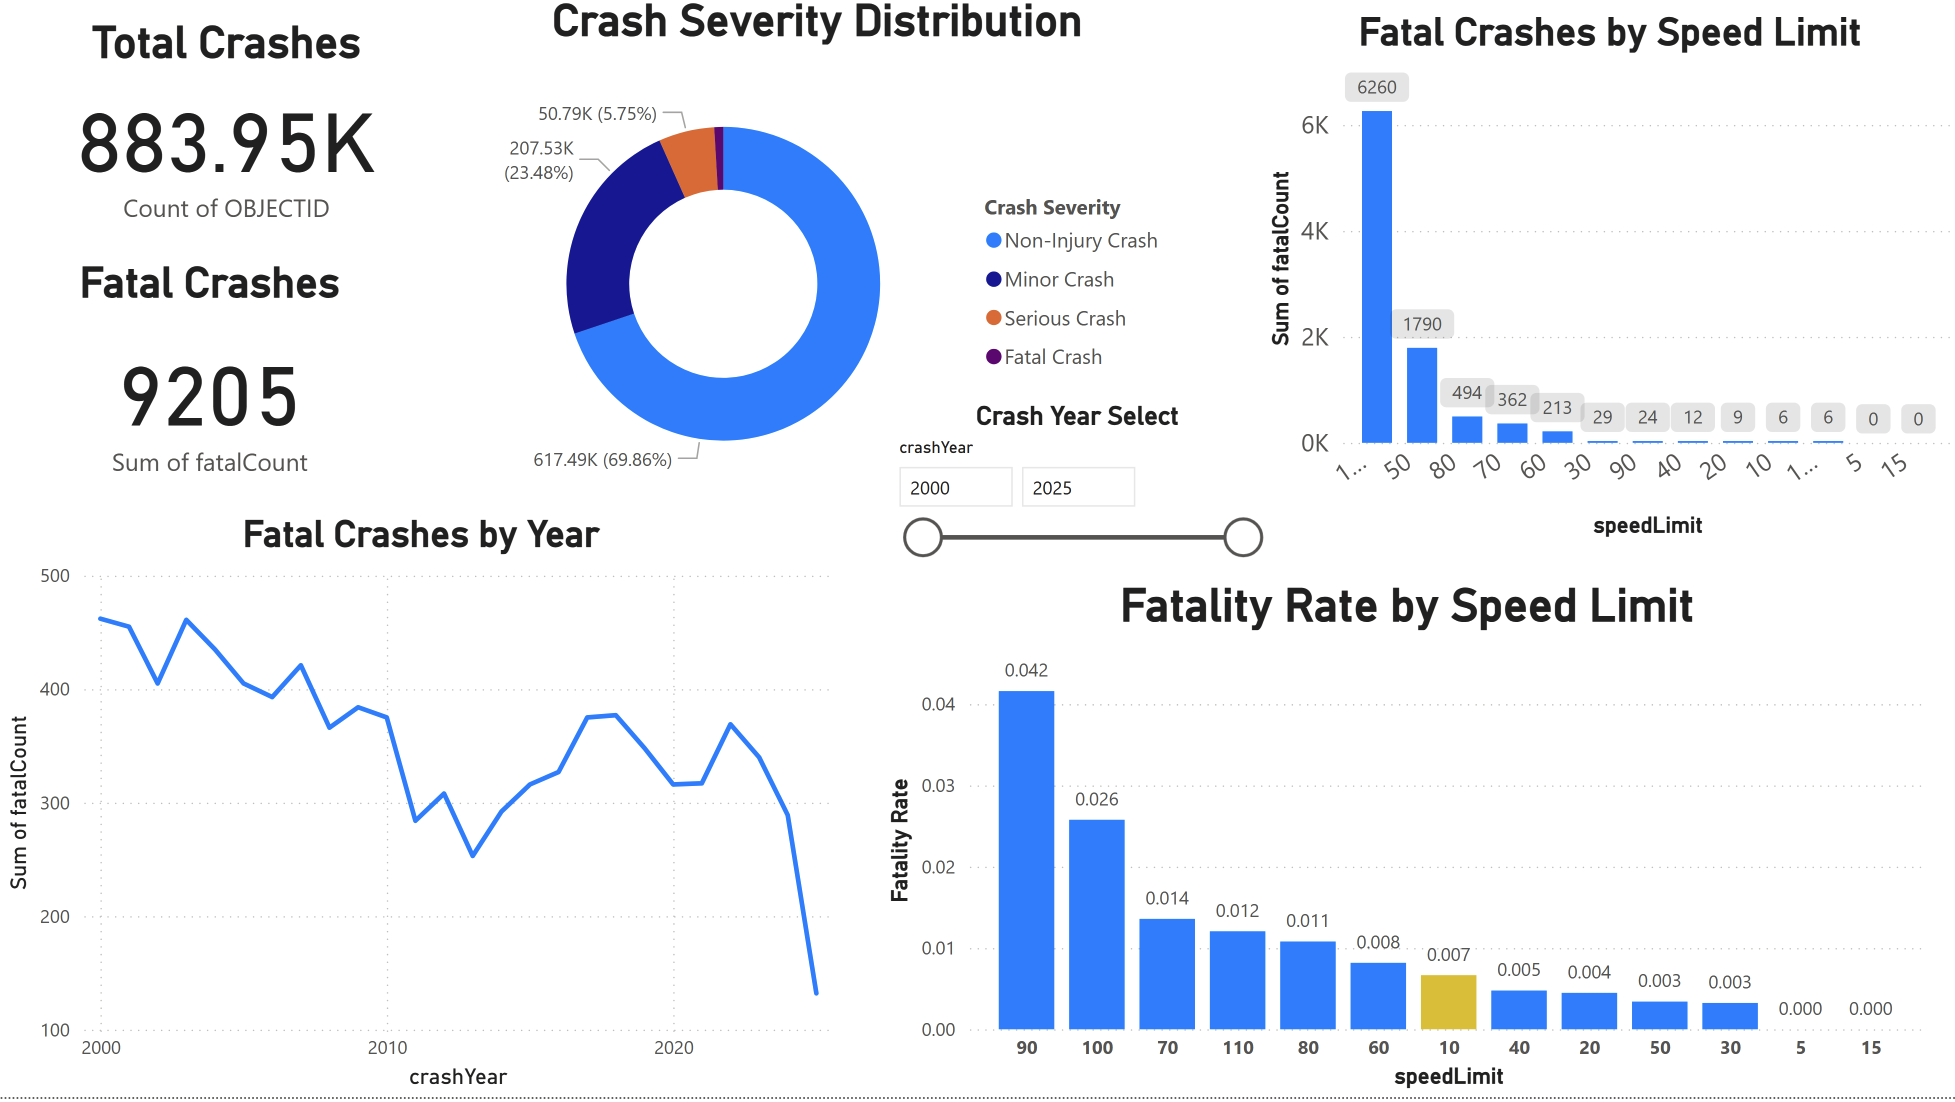 Total Crashes
883.95K
Count of OBJECTID
Fatal Crashes
9205
Sum of fatalCount
Crash Severity Distribution
50.79K (5.75%)
207.53K
(23.48%)
617.49K (69.86%)
Crash Severity
Non-Injury Crash
Minor Crash
Serious Crash
Fatal Crash
Crash Year Select
crashYear
2000 2025
Fatal Crashes by Speed Limit
Sum of fatalCount
6K
4K
2K
0K
6260
1790
494
362
213
29
24
12
9
6
6
0
0
1...
50
80
70
60
30
90
40
20
10
1...
5
15
speedLimit
Fatal Crashes by Year
Sum of fatalCount
500
400
300
200
100
2000 2010 2020
crashYear
Fatality Rate by Speed Limit
Fatality Rate
0.04
0.03
0.02
0.01
0.00
0.042
0.026
0.014
0.012
0.011
0.008
0.007
0.005
0.004
0.003
0.003
0.000
0.000
90 100 70 110 80 60 10 40 20 50 30 5 15
speedLimit